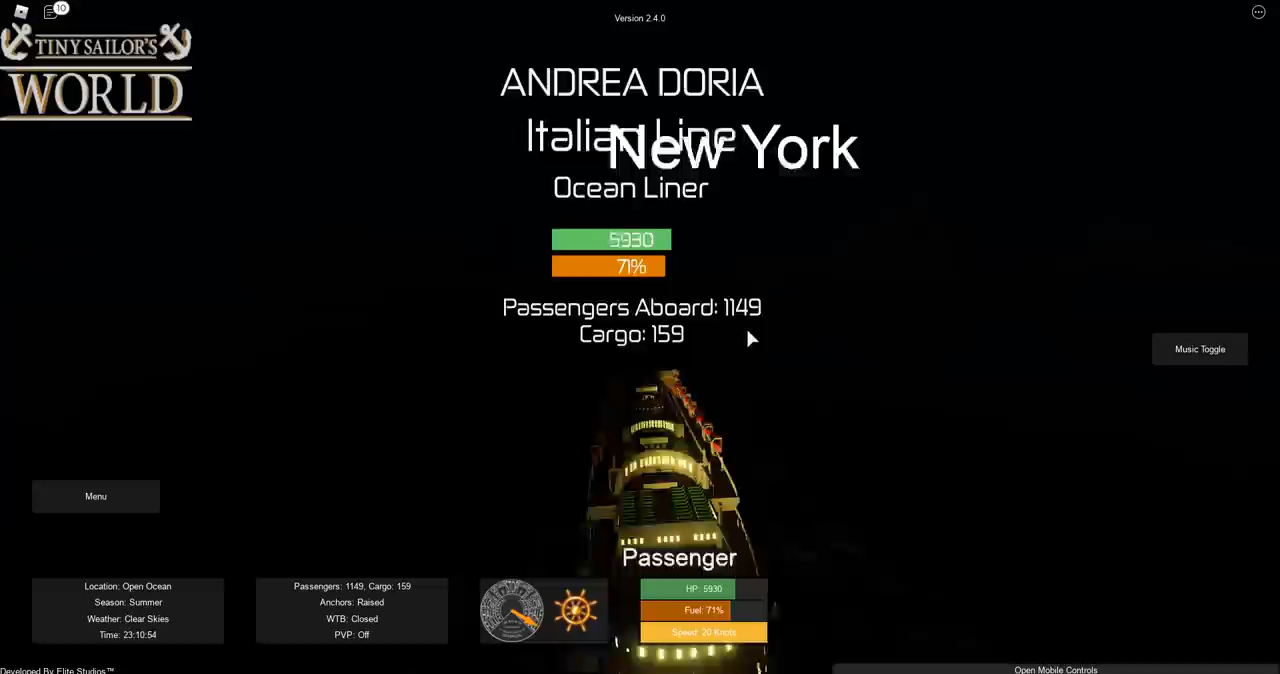 10
Version 2.4.0
TINY SAILOR'S
WORLD
ANDREA DORIA
Italian Line
New York
Ocean Liner
5930
71%
Passengers Aboard: 1149
Cargo: 159
Music Toggle
Menu
Passenger
Location: Open Ocean
Season: Summer
Weather: Clear Skies
Time: 23:10:54
Passengers: 1149, Cargo: 159
Anchors: Raised
WTB: Closed
PVP: Off
HP: 5930
Fuel: 71%
Speed: 20 Knots
Developed By Elite Studios™
Open Mobile Controls